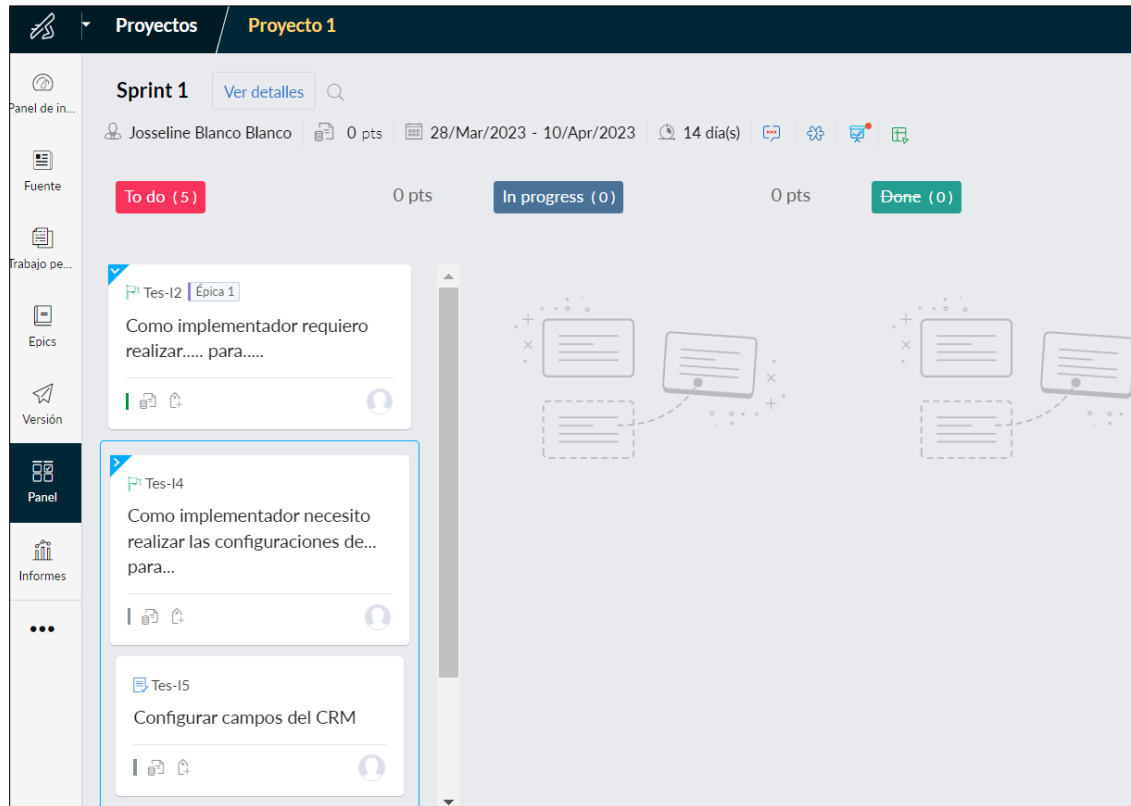 Proyectos
Proyecto 1
Panel de in...
Fuente
Trabajo pe...
Epics
Versión
Panel
Informes
Sprint 1
Ver detalles
Josseline Blanco Blanco
0 pts
28/Mar/2023 - 10/Apr/2023
14 día(s)
To do (5)
0 pts
In progress (0)
0 pts
Done (0)
Tes-I2
Épica 1
Como implementador requiero
realizar..... para.....
Tes-I4
Como implementador necesito
realizar las configuraciones de...
para...
Tes-I5
Configurar campos del CRM